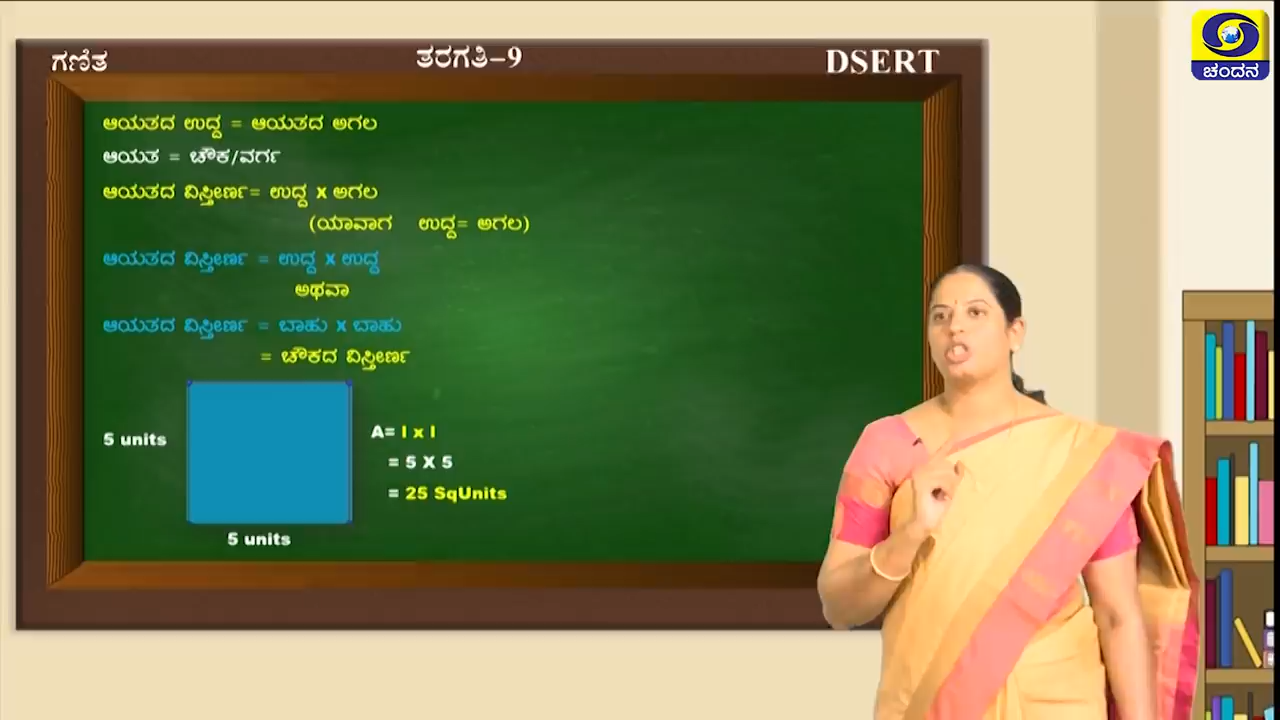 ಗಣಿತ
ತರಗತಿ-9
DSERT
ಚಂದನ
ಆಯತದ ಉದ್ದ = ಆಯತದ ಅಗಲ
ಆಯತ = ಚೌಕ/ವರ್ಗ
ಆಯತದ ವಿಸ್ತೀರ್ಣ= ಉದ್ದ x ಅಗಲ
(ಯಾವಾಗ ಉದ್ದ= ಅಗಲ)
ಆಯತದ ವಿಸ್ತೀರ್ಣ = ಉದ್ದ x ಉದ್ದ
ಅಥವಾ
ಆಯತದ ವಿಸ್ತೀರ್ಣ = ಬಾಹು x ಬಾಹು
= ಚೌಕದ ವಿಸ್ತೀರ್ಣ
5 units
A= l x l
= 5 X 5
= 25 SqUnits
5 units